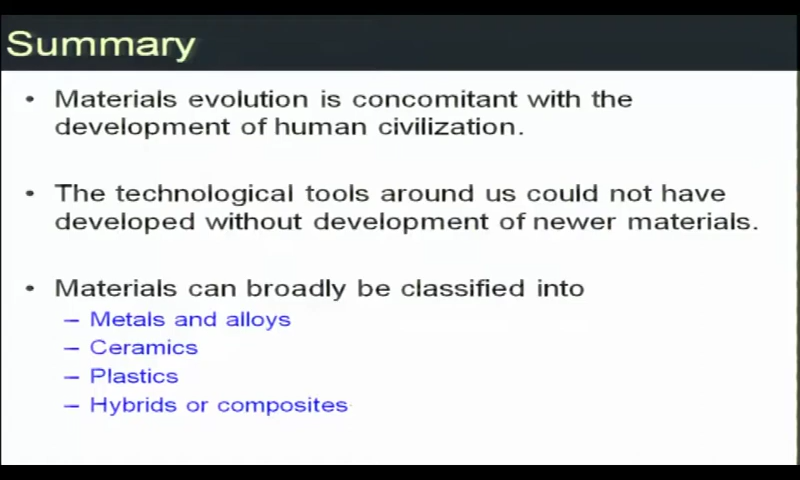 Summary
• Materials evolution is concomitant with the
development of human civilization.
• The technological tools around us could not have
developed without development of newer materials.
• Materials can broadly be classified into
– Metals and alloys
– Ceramics
– Plastics
– Hybrids or composites